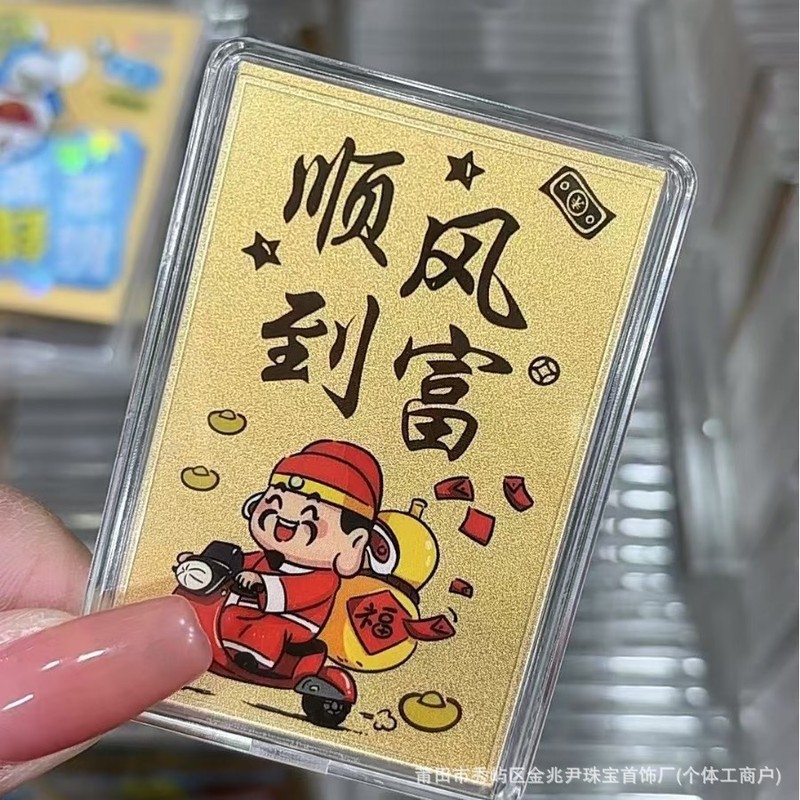 顺风
到富
福
莆田市秀屿区金兆尹珠宝首饰厂(个体工商户)